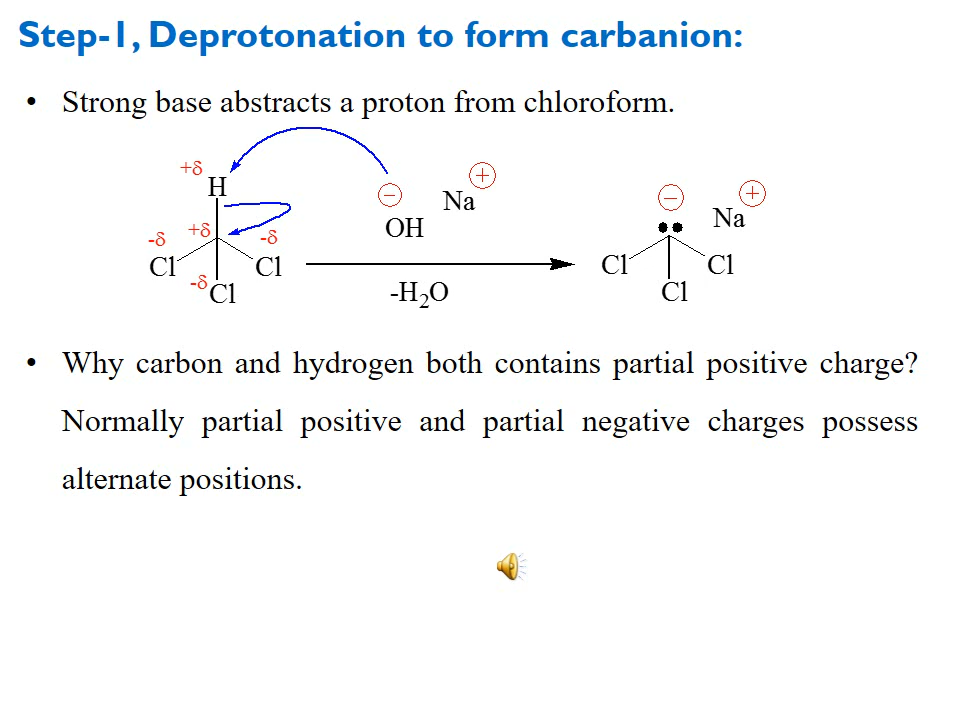 Step-1, Deprotonation to form carbanion:
• Strong base abstracts a proton from chloroform.
+δ
H
−
Na +
OH
-δ +δ -δ
Cl Cl
-δ Cl
-H₂O
−
Na +
••
Cl Cl
Cl
• Why carbon and hydrogen both contains partial positive charge?
Normally partial positive and partial negative charges possess
alternate positions.